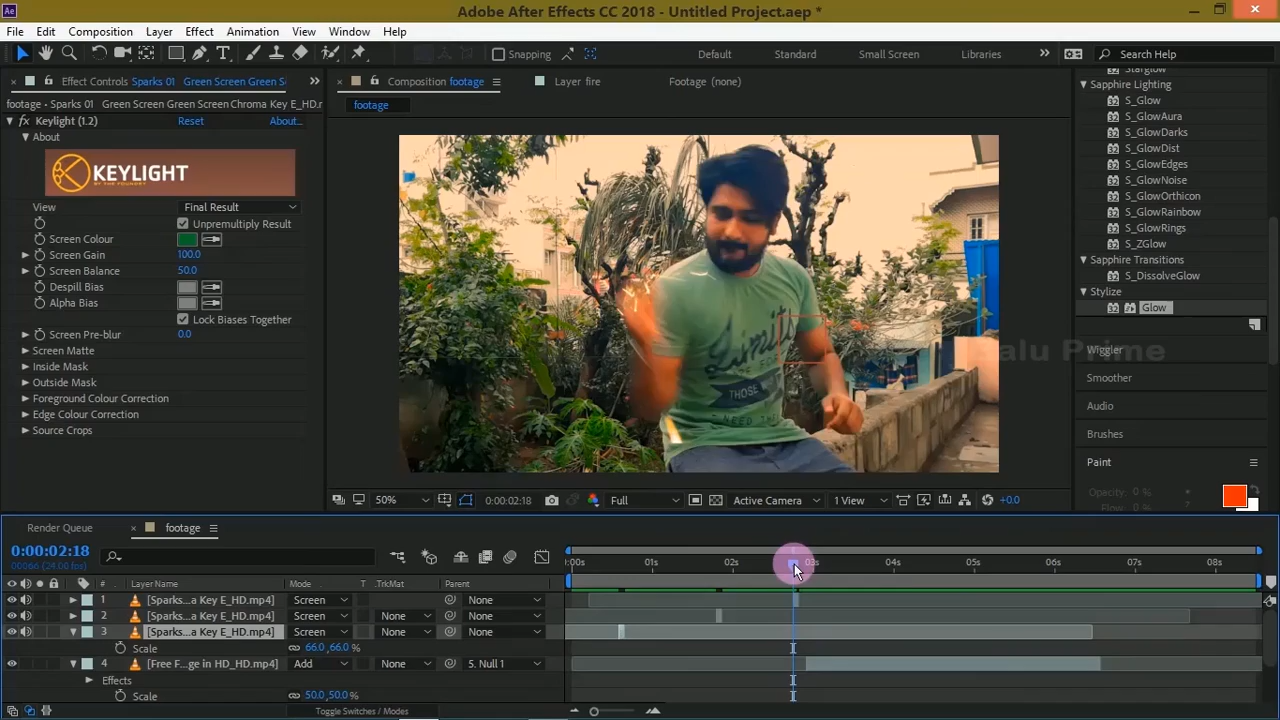 Adobe After Effects CC 2018 - Untitled Project.aep *
File Edit Composition Layer Effect Animation View Window Help
Snapping Default Standard Small Screen Libraries Search Help
Effect Controls Sparks 01 Green Screen Green S
Composition footage Layer fire Footage (none)
footage - Sparks 01 Green Screen Green Screen Chroma Key E_HD.r
footage
fx Keylight (1.2) Reset About...
About
KEYLIGHT
BY THE FOUNDRY
View Final Result
Unpremultiply Result
Screen Colour
Screen Gain 100.0
Screen Balance 50.0
Despill Bias
Alpha Bias
Lock Biases Together
Screen Pre-blur 0.0
Screen Matte
Inside Mask
Outside Mask
Foreground Colour Correction
Edge Colour Correction
Source Crops
Limits
THOSE
I NEED
Starglow
Sapphire Lighting
S_Glow
S_GlowAura
S_GlowDarks
S_GlowDist
S_GlowEdges
S_GlowNoise
S_GlowOrthicon
S_GlowRainbow
S_GlowRings
S_ZGlow
Sapphire Transitions
S_DissolveGlow
Stylize
Glow
Balu Prime
Wiggler
Smoother
Audio
Brushes
Paint
Opacity: 0 %
Flow: 0 %
50% 0:00:02:18 Full Active Camera 1 View +0.0
Render Queue footage
0:00:02:18
00066 (24.00 fps)
:00s 01s 02s 03s 04s 05s 06s 07s 08s
# Layer Name Mode T .TrkMat Parent
1 [Sparks...a Key E_HD.mp4] Screen None
2 [Sparks...a Key E_HD.mp4] Screen None None
3 [Sparks...a Key E_HD.mp4] Screen None None
Scale 66.0,66.0%
4 [Free F...ge in HD_HD.mp4] Add None 5. Null 1
Effects
Scale 50.0,50.0%
Toggle Switches / Modes